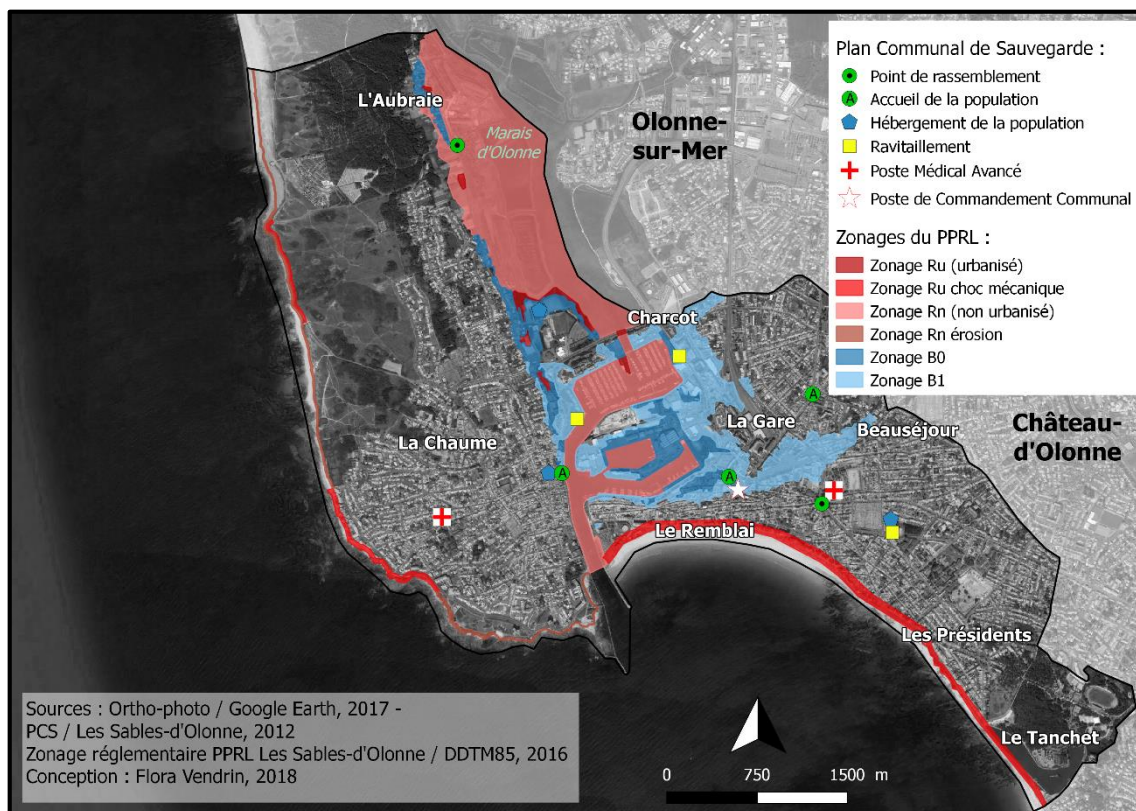 Plan Communal de Sauvegarde :
Point de rassemblement
A Accueil de la population
Hébergement de la population
Ravitaillement
Poste Médical Avancé
Poste de Commandement Communal
Zonages du PPRL :
Zonage Ru (urbanisé)
Zonage Ru choc mécanique
Zonage Rn (non urbanisé)
Zonage Rn érosion
Zonage B0
Zonage B1
L'Aubraie
Marais
d'Olonne
Olonne-
sur-Mer
Charcot
La Gare
A
Beauséjour
Château-
d'Olonne
La Chaume
A
A
Le Remblai
Les Présidents
Le Tanchet
Sources : Ortho-photo / Google Earth, 2017 -
PCS / Les Sables-d'Olonne, 2012
Zonage réglementaire PPRL Les Sables-d'Olonne / DDTM85, 2016
Conception : Flora Vendrin, 2018
0 750 1500 m